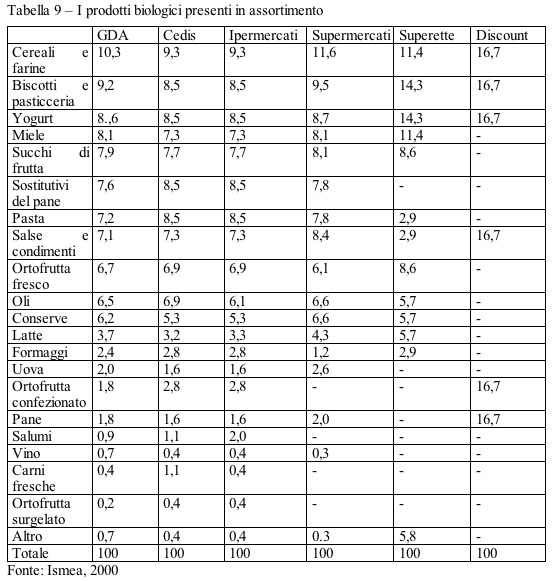 Tabella 9 – I prodotti biologici presenti in assortimento
GDA Cedis Ipermercati Supermercati Superette Discount
Cereali e farine 10,3 9,3 9,3 11,6 11,4 16,7
Biscotti e pasticceria 9,2 8,5 8,5 9,5 14,3 16,7
Yogurt 8.,6 8,5 8,5 8,7 14,3 16,7
Miele 8,1 7,3 7,3 8,1 11,4 -
Succhi di frutta 7,9 7,7 7,7 8,1 8,6 -
Sostitutivi del pane 7,6 8,5 8,5 7,8 - -
Pasta 7,2 8,5 8,5 7,8 2,9 -
Salse e condimenti 7,1 7,3 7,3 8,4 2,9 16,7
Ortofrutta fresco 6,7 6,9 6,9 6,1 8,6 -
Oli 6,5 6,9 6,1 6,6 5,7 -
Conserve 6,2 5,3 5,3 6,6 5,7 -
Latte 3,7 3,2 3,3 4,3 5,7 -
Formaggi 2,4 2,8 2,8 1,2 2,9 -
Uova 2,0 1,6 1,6 2,6 - -
Ortofrutta confezionato 1,8 2,8 2,8 - - 16,7
Pane 1,8 1,6 1,6 2,0 - 16,7
Salumi 0,9 1,1 2,0 - - -
Vino 0,7 0,4 0,4 0,3 - -
Carni fresche 0,4 1,1 0,4 - - -
Ortofrutta surgelato 0,2 0,4 0,4 - - -
Altro 0,7 0,4 0,4 0.3 5,8 -
Totale 100 100 100 100 100 100
Fonte: Ismea, 2000